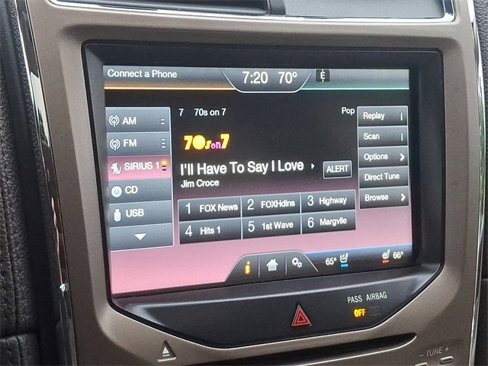 Connect a Phone 7:20 70° E
AM
FM
SIRIUS 1
CD
USB
7 70s on 7 Pop
70s on 7
I'll Have To Say I Love
Jim Croce
ALERT
1 FOX News 2 FOXHdlns 3 Highway
4 Hits 1 5 1st Wave 6 Margvlle
Replay
Scan
Options
Direct Tune
Browse
i 65° 66°
PASS AIRBAG
OFF
- TUNE +